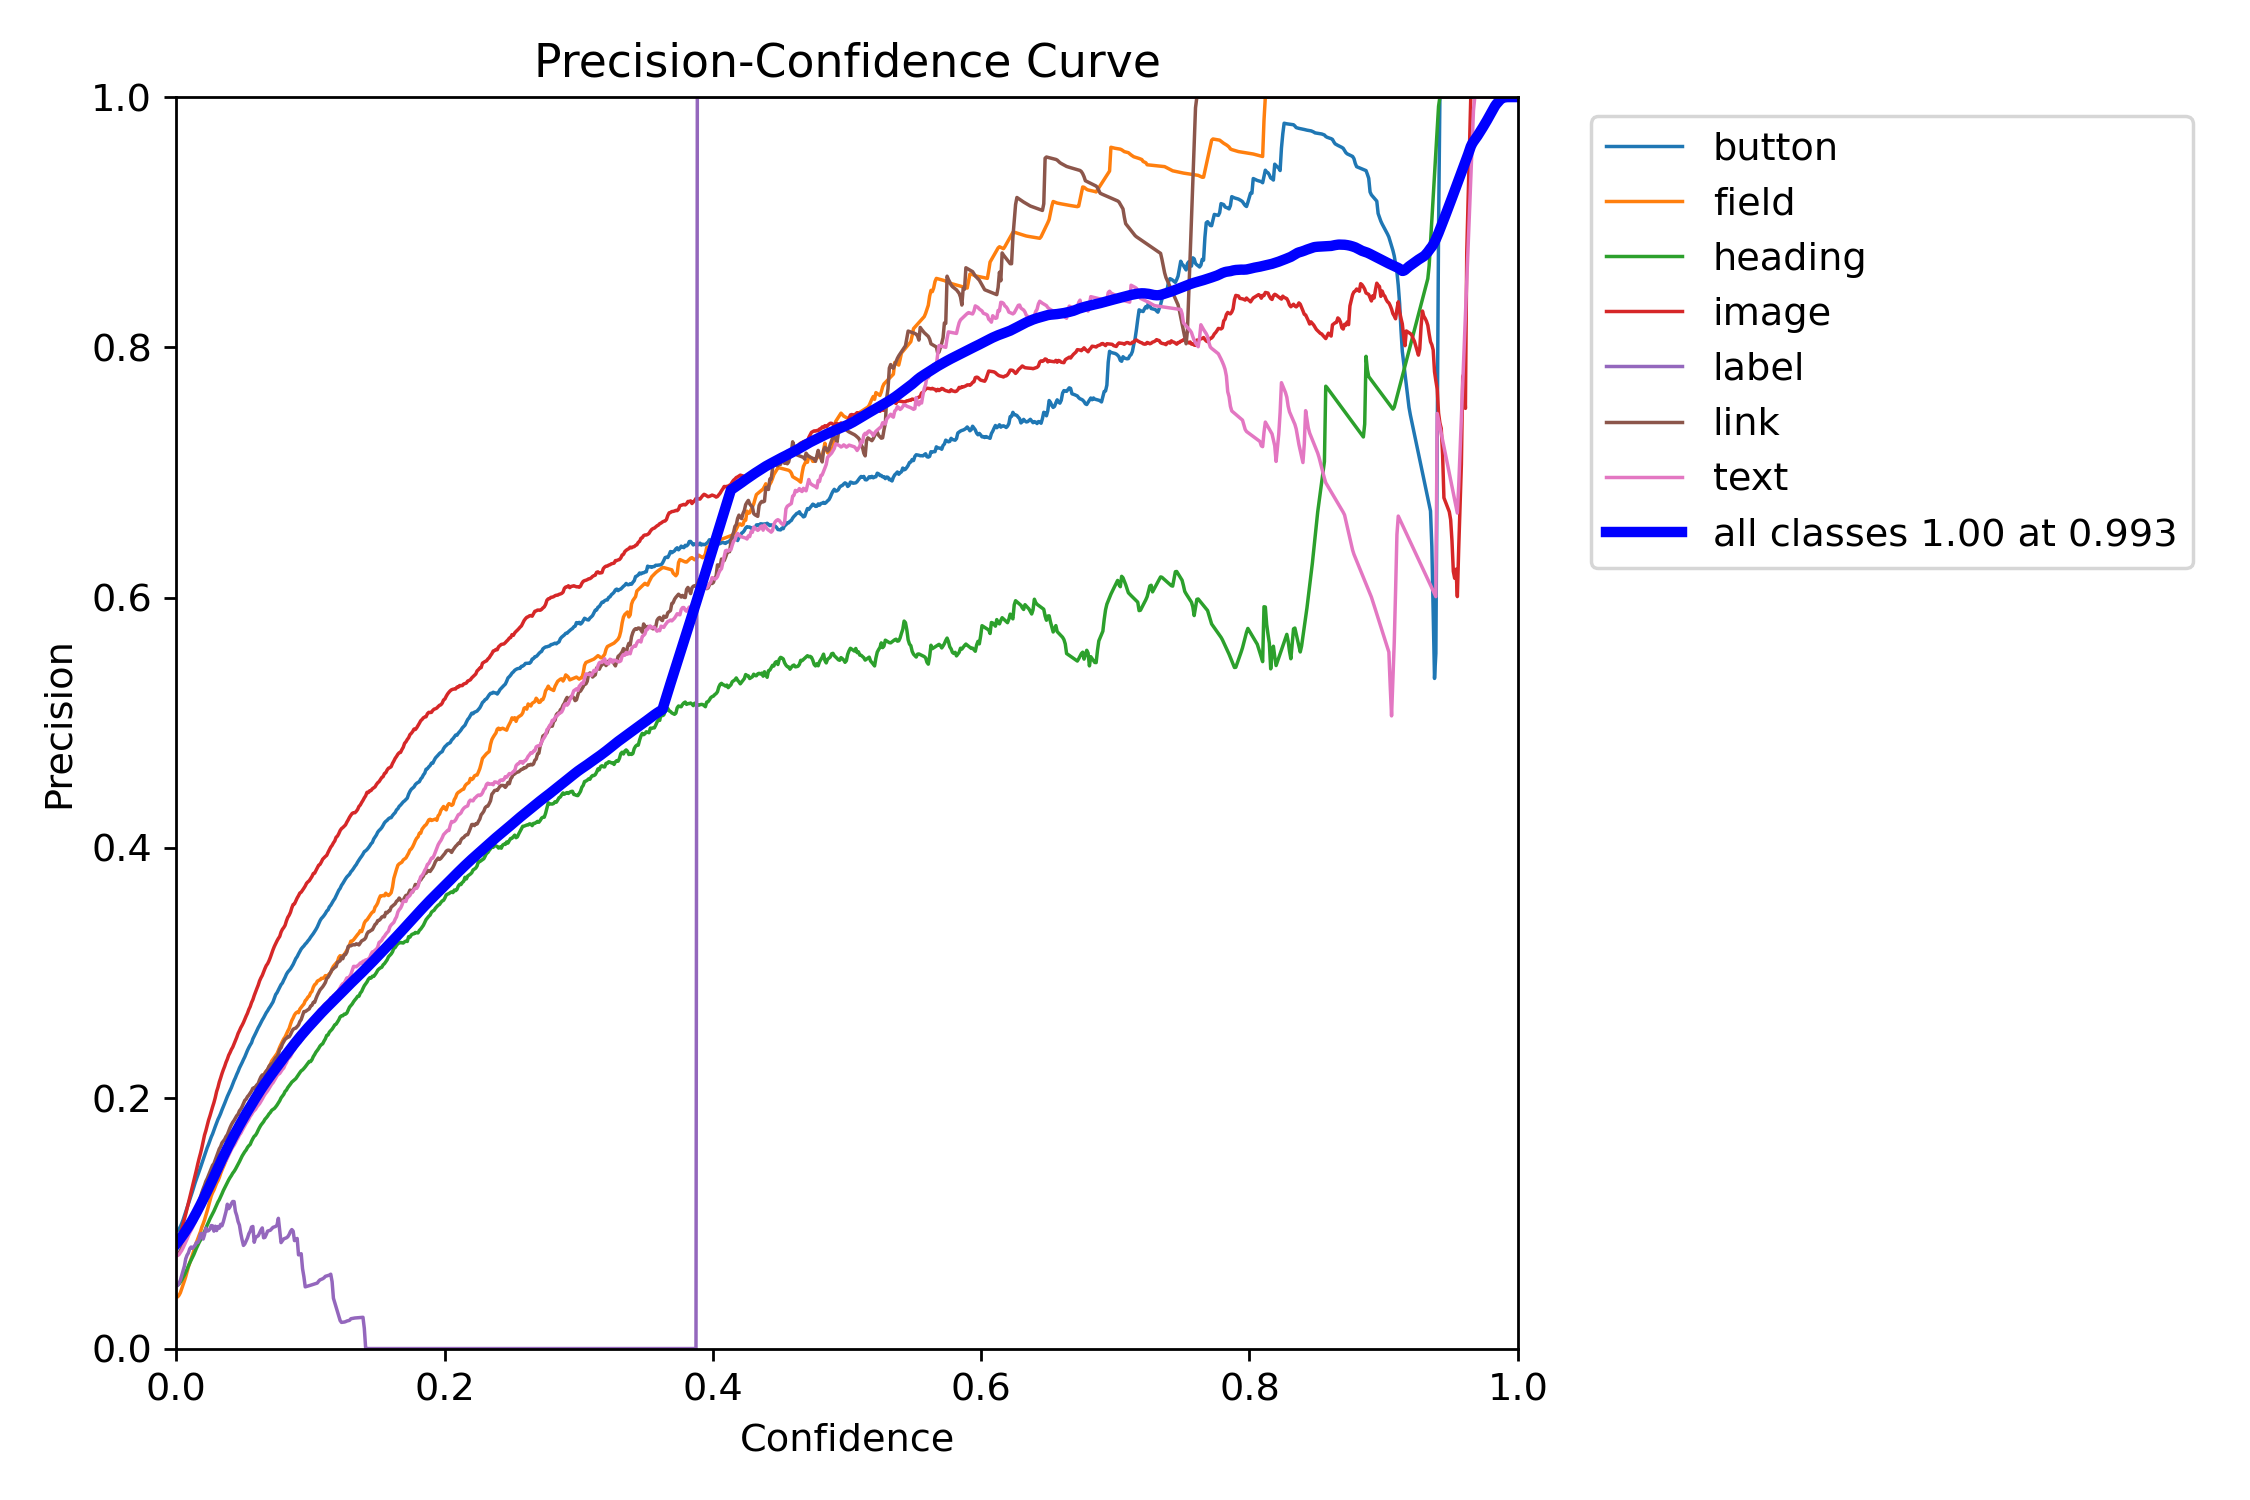 Precision-Confidence Curve
1.0
0.8
0.6
0.4
0.2
0.0
Precision
0.0 0.2 0.4 0.6 0.8 1.0
Confidence
button
field
heading
image
label
link
text
all classes 1.00 at 0.993